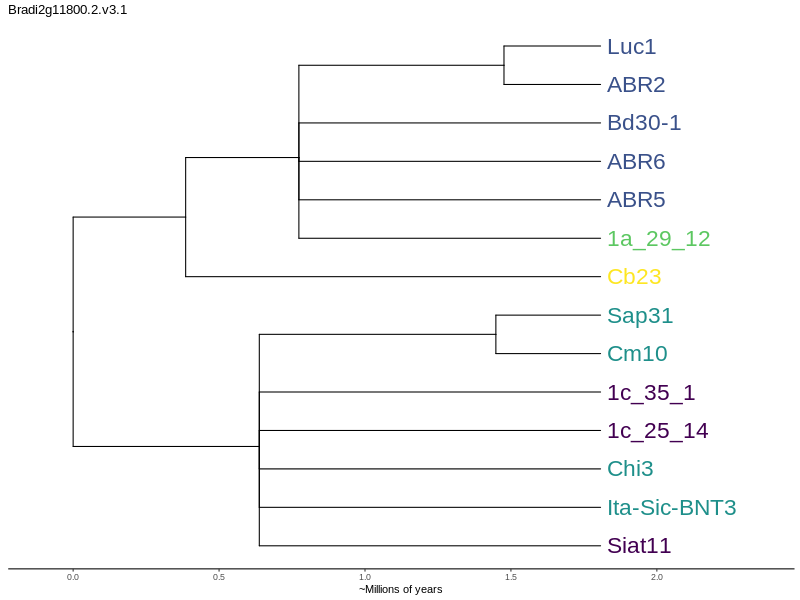 Bradi2g11800.2.v3.1
Luc1
ABR2
Bd30-1
ABR6
ABR5
1a_29_12
Cb23
Sap31
Cm10
1c_35_1
1c_25_14
Chi3
Ita-Sic-BNT3
Siat11
0.0 0.5 1.0 1.5 2.0
~Millions of years